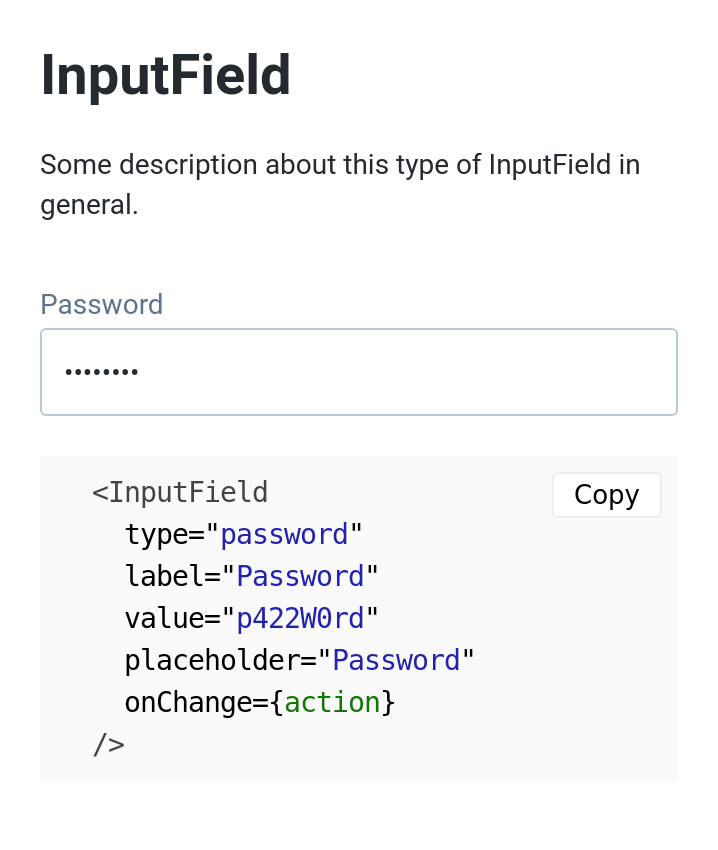 InputField
Some description about this type of InputField in
general.
Password
••••••••
<InputField
Copy
type="password"
label="Password"
value="p422W0rd"
placeholder="Password"
onChange={action}
/>